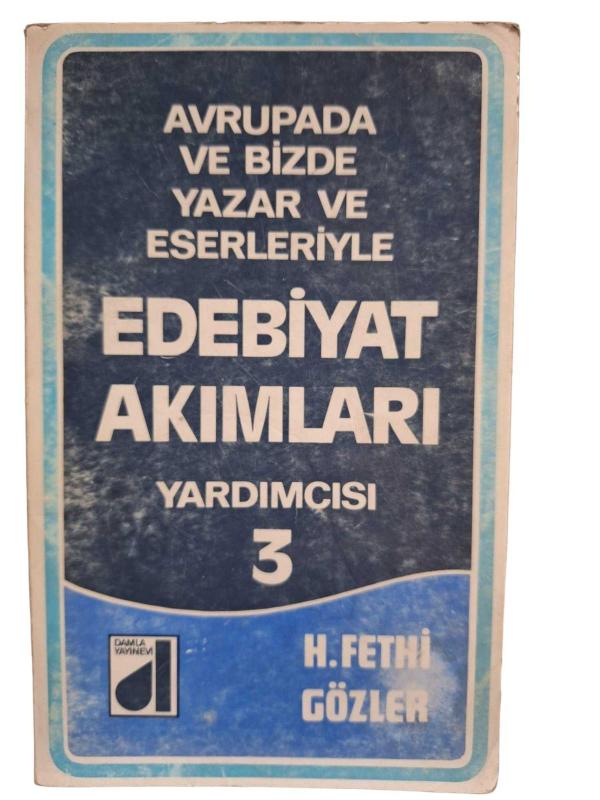 AVRUPADA
VE BİZDE
YAZAR VE
ESERLERİYLE
EDEBİYAT
AKIMLARI
YARDIMCISI
3
DAMLA
YAYINEVİ
H.FETHİ
GÖZLER